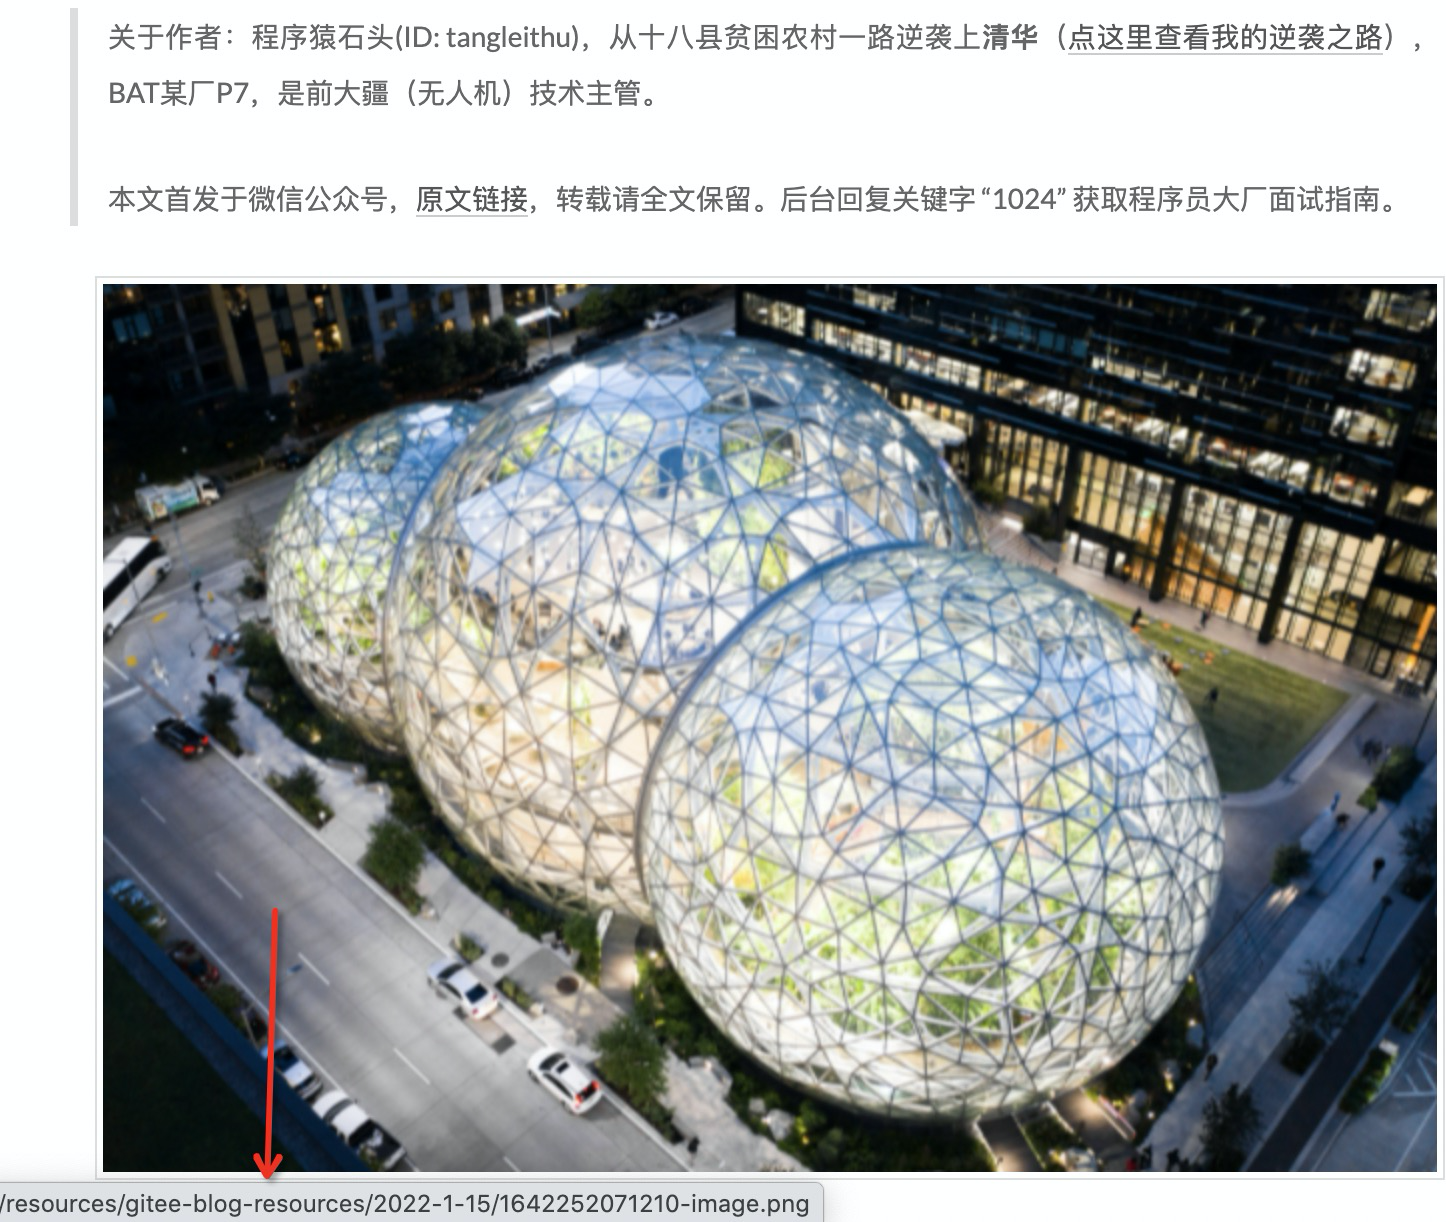 关于作者：程序猿石头(ID: tangleithu)，从十八县贫困农村一路逆袭上清华（点这里查看我的逆袭之路），
BAT某厂P7，是前大疆（无人机）技术主管。
本文首发于微信公众号，原文链接，转载请全文保留。后台回复关键字 “1024” 获取程序员大厂面试指南。
/resources/gitee-blog-resources/2022-1-15/1642252071210-image.png